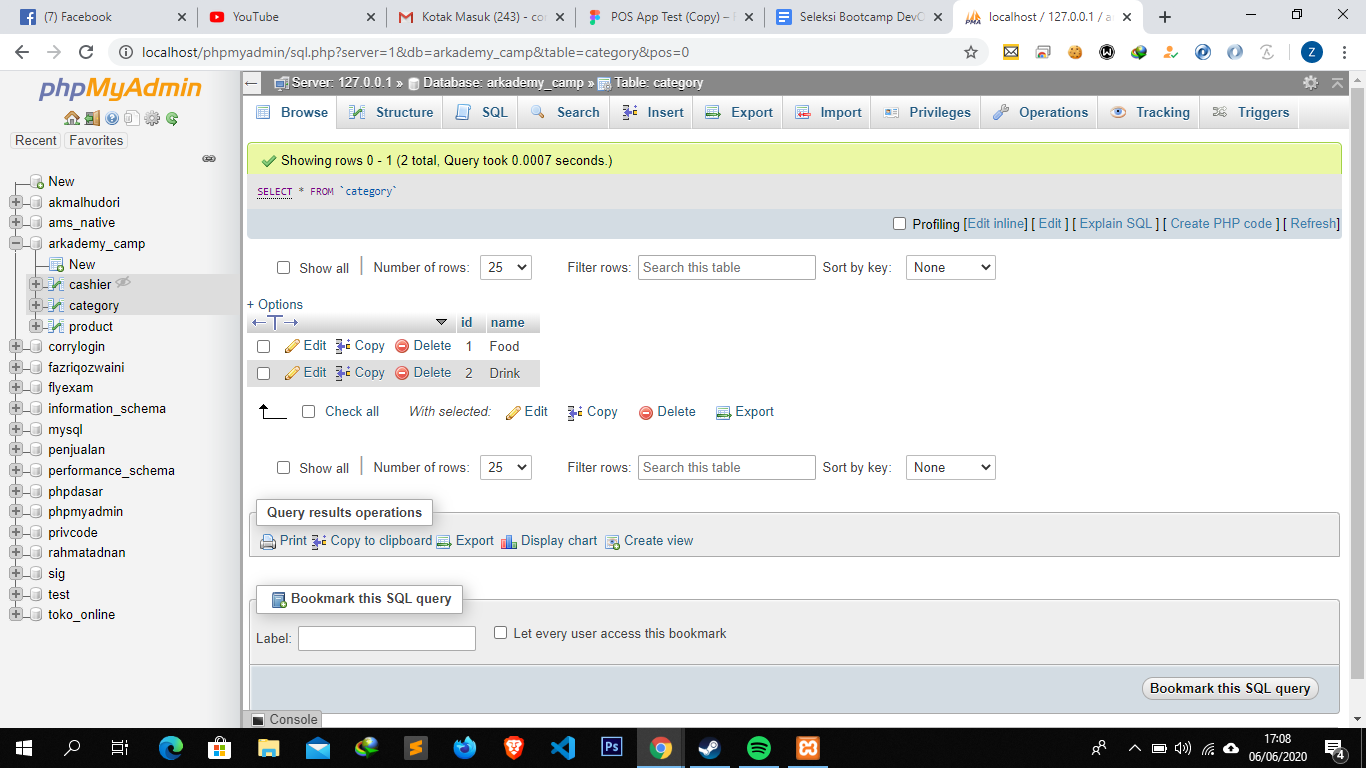 (7) Facebook
YouTube
Kotak Masuk (243) - co
POS App Test (Copy) –
Seleksi Bootcamp DevC
localhost / 127.0.0.1 / a
localhost/phpmyadmin/sql.php?server=1&db=arkademy_camp&table=category&pos=0
Z
phpMyAdmin
Recent Favorites
New
akmalhudori
ams_native
arkademy_camp
New
cashier
category
product
corrylogin
fazriqozwaini
flyexam
information_schema
mysql
penjualan
performance_schema
phpdasar
phpmyadmin
privcode
rahmatadnan
sig
test
toko_online
Server: 127.0.0.1 » Database: arkademy_camp » Table: category
Browse Structure SQL Search Insert Export Import Privileges Operations Tracking Triggers
Showing rows 0 - 1 (2 total, Query took 0.0007 seconds.)
SELECT * FROM `category`
Profiling [Edit inline] [ Edit ] [ Explain SQL ] [ Create PHP code ] [ Refresh]
Show all | Number of rows: 25 Filter rows: Search this table Sort by key: None
+ Options
←T→ id name
Edit Copy Delete 1 Food
Edit Copy Delete 2 Drink
Check all With selected: Edit Copy Delete Export
Show all | Number of rows: 25 Filter rows: Search this table Sort by key: None
Query results operations
Print Copy to clipboard Export Display chart Create view
Bookmark this SQL query
Label: Let every user access this bookmark
Bookmark this SQL query
Console
Ps
17:08
06/06/2020
4